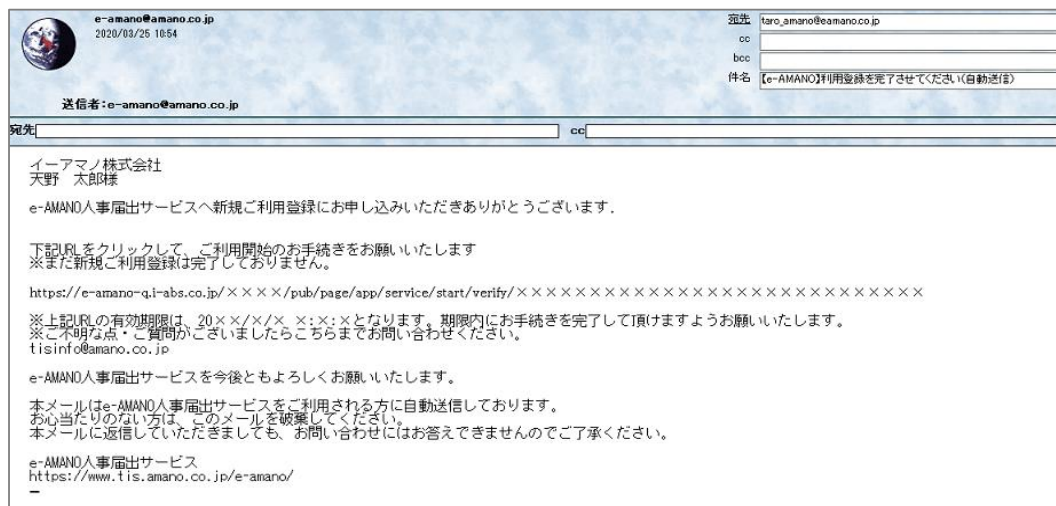 e-amano@amano.co.jp
2020/03/25 10:54
送信者:e-amano@amano.co.jp
宛先 taro_amano@eamano.co.jp
cc
bcc
件名 【e-AMANO】利用登録を完了させてください(自動送信)
宛先 cc
イーアマノ株式会社
天野 太郎様
e-AMANO人事届出サービスへ新規ご利用登録にお申し込みいただきありがとうございます.
下記URLをクリックして、ご利用開始のお手続きをお願いいたします
※まだ新規ご利用登録は完了しておりません。
https://e-amano-q.i-abs.co.jp/××××/pub/page/app/service/start/verify/××××××××××××××××××××××××××××
※上記URLの有効期限は、20××/×/× ×:×:×となります。期限内にお手続きを完了して頂けますようお願いいたします。
※ご不明な点・ご質問がございましたらこちらまでお問い合わせください。
tisinfo@amano.co.jp
e-AMANO人事届出サービスを今後ともよろしくお願いいたします。
本メールはe-AMANO人事届出サービスをご利用される方に自動送信しております。
お心当たりのない方は、このメールを破棄してください。
本メールに返信していただきましても、お問い合わせにはお答えできませんのでご了承ください。
e-AMANO人事届出サービス
https://www.tis.amano.co.jp/e-amano/